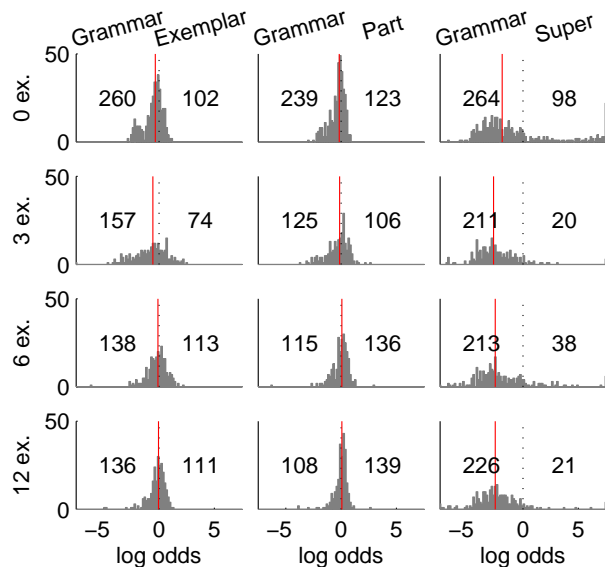 Grammar Exemplar Grammar Part Grammar Super
0 ex. 50 0 260 102 239 123 264 98
3 ex. 50 0 157 74 125 106 211 20
6 ex. 50 0 138 113 115 136 213 38
12 ex. 50 0 136 111 108 139 226 21
−5 0 5 −5 0 5 −5 0 5
log odds log odds log odds